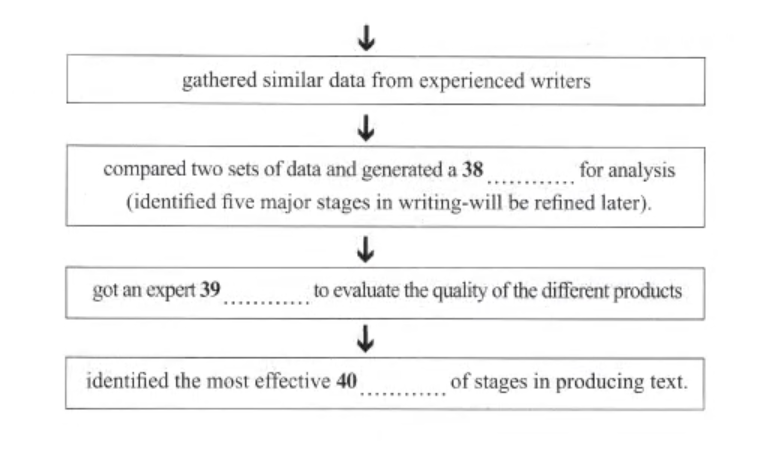 gathered similar data from experienced writers
compared two sets of data and generated a 38 ............ for analysis
(identified five major stages in writing-will be refined later).
got an expert 39 ............ to evaluate the quality of the different products
identified the most effective 40 ............ of stages in producing text.